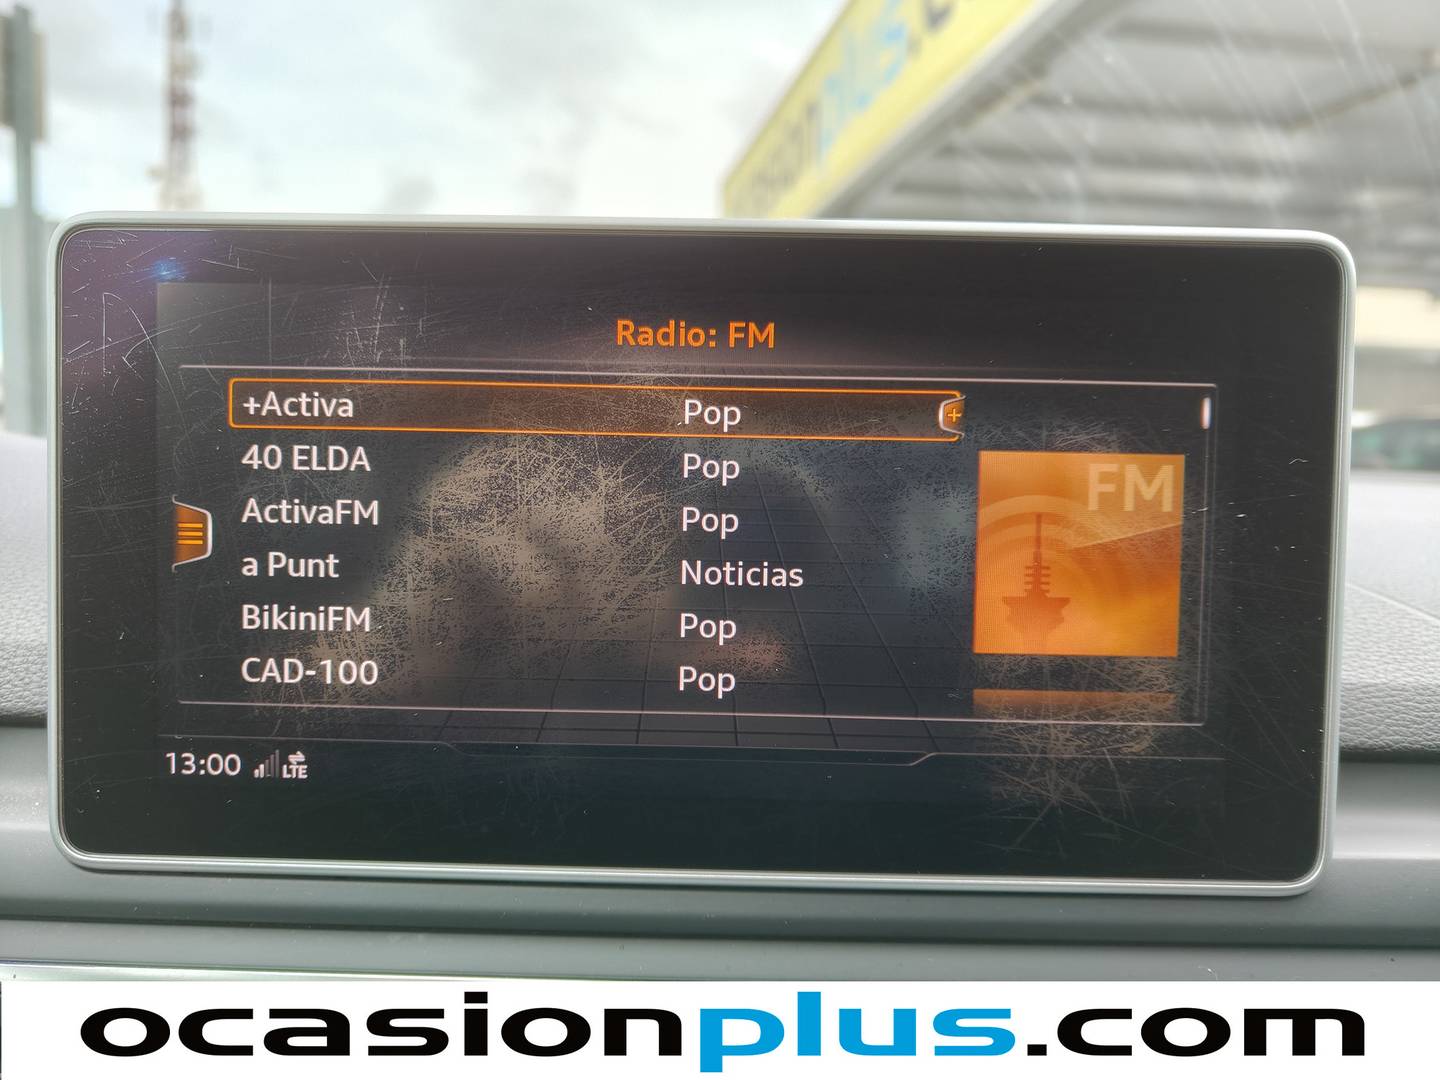 Radio: FM
+Activa Pop
40 ELDA Pop
ActivaFM Pop
a Punt Noticias
BikiniFM Pop
CAD-100 Pop
FM
13:00 LTE
ocasionplus.com